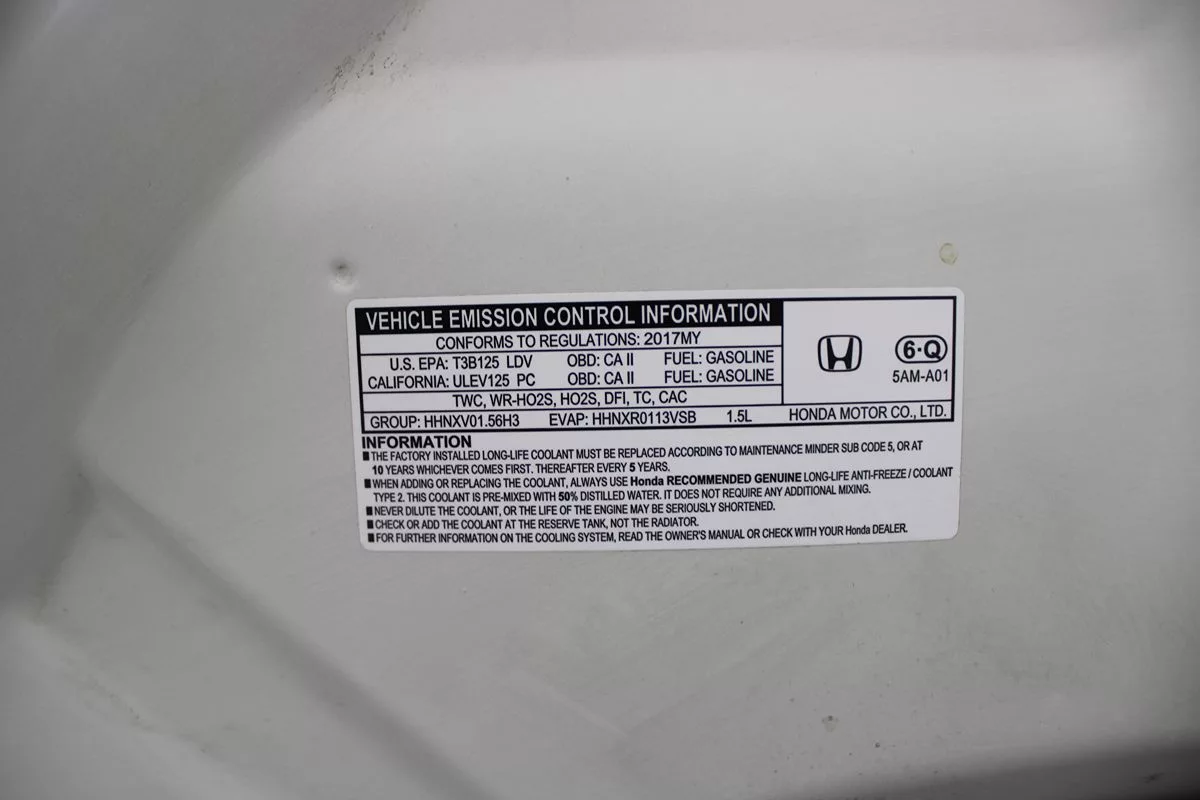 VEHICLE EMISSION CONTROL INFORMATION
CONFORMS TO REGULATIONS: 2017MY
U.S. EPA: T3B125 LDV OBD: CA II FUEL: GASOLINE
CALIFORNIA: ULEV125 PC OBD: CA II FUEL: GASOLINE
TWC, WR-HO2S, HO2S, DFI, TC, CAC
GROUP: HHNXV01.56H3 EVAP: HHNXR0113VSB 1.5L
6·Q
5AM-A01
HONDA MOTOR CO., LTD.
INFORMATION
■ THE FACTORY INSTALLED LONG-LIFE COOLANT MUST BE REPLACED ACCORDING TO MAINTENANCE MINDER SUB CODE 5, OR AT
10 YEARS WHICHEVER COMES FIRST. THEREAFTER EVERY 5 YEARS.
■ WHEN ADDING OR REPLACING THE COOLANT, ALWAYS USE Honda RECOMMENDED GENUINE LONG-LIFE ANTI-FREEZE / COOLANT
TYPE 2. THIS COOLANT IS PRE-MIXED WITH 50% DISTILLED WATER. IT DOES NOT REQUIRE ANY ADDITIONAL MIXING.
■ NEVER DILUTE THE COOLANT, OR THE LIFE OF THE ENGINE MAY BE SERIOUSLY SHORTENED.
■ CHECK OR ADD THE COOLANT AT THE RESERVE TANK, NOT THE RADIATOR.
■ FOR FURTHER INFORMATION ON THE COOLING SYSTEM, READ THE OWNER'S MANUAL OR CHECK WITH YOUR Honda DEALER.